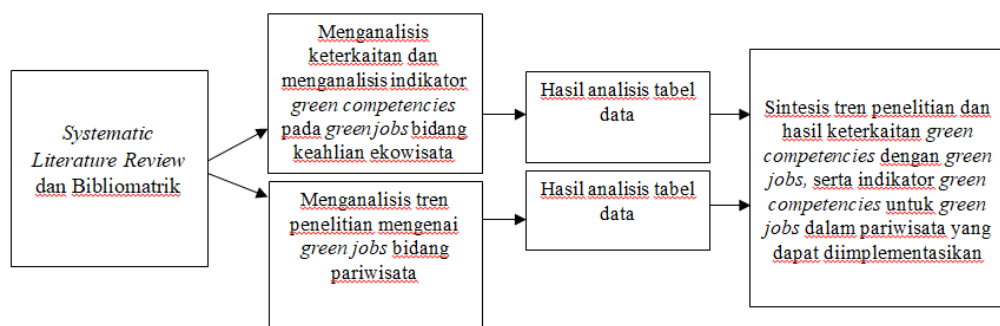 Systematic
Literature Review
dan Bibliomatrik
Menganalisis
keterkaitan dan
menganalisis indikator
green competencies
pada green jobs bidang
keahlian ekowisata
Menganalisis tren
penelitian mengenai
green jobs bidang
pariwisata
Hasil analisis tabel
data
Hasil analisis tabel
data
Sintesis tren penelitian dan
hasil keterkaitan green
competencies dengan green
jobs, serta indikator green
competencies untuk green
jobs dalam pariwisata yang
dapat diimplementasikan